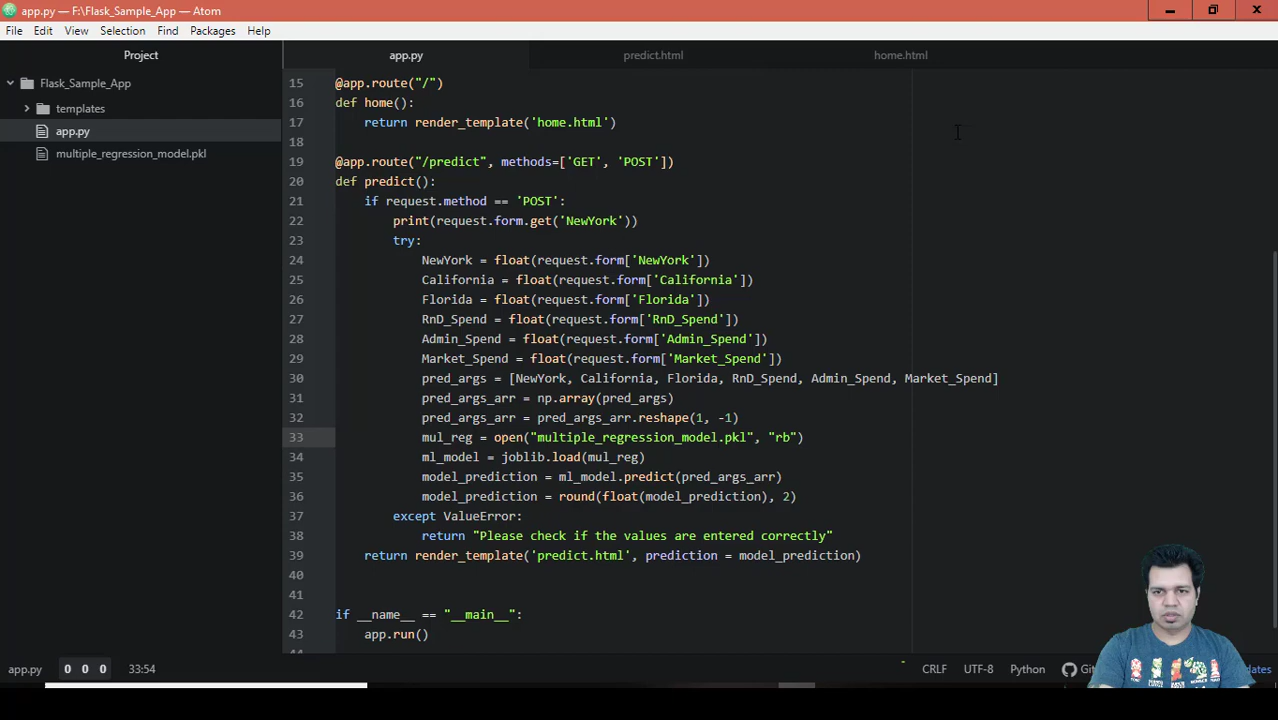 app.py — F:\Flask_Sample_App — Atom
File Edit View Selection Find Packages Help
Project
app.py
predict.html
home.html
Flask_Sample_App
templates
app.py
multiple_regression_model.pkl
15 @app.route("/")
16 def home():
17 return render_template('home.html')
18
19 @app.route("/predict", methods=['GET', 'POST'])
20 def predict():
21 if request.method == 'POST':
22 print(request.form.get('NewYork'))
23 try:
24 NewYork = float(request.form['NewYork'])
25 California = float(request.form['California'])
26 Florida = float(request.form['Florida'])
27 RnD_Spend = float(request.form['RnD_Spend'])
28 Admin_Spend = float(request.form['Admin_Spend'])
29 Market_Spend = float(request.form['Market_Spend'])
30 pred_args = [NewYork, California, Florida, RnD_Spend, Admin_Spend, Market_Spend]
31 pred_args_arr = np.array(pred_args)
32 pred_args_arr = pred_args_arr.reshape(1, -1)
33 mul_reg = open("multiple_regression_model.pkl", "rb")
34 ml_model = joblib.load(mul_reg)
35 model_prediction = ml_model.predict(pred_args_arr)
36 model_prediction = round(float(model_prediction), 2)
37 except ValueError:
38 return "Please check if the values are entered correctly"
39 return render_template('predict.html', prediction = model_prediction)
40
41
42 if __name__ == "__main__":
43 app.run()
app.py 0 0 0 33:54 CRLF UTF-8 Python